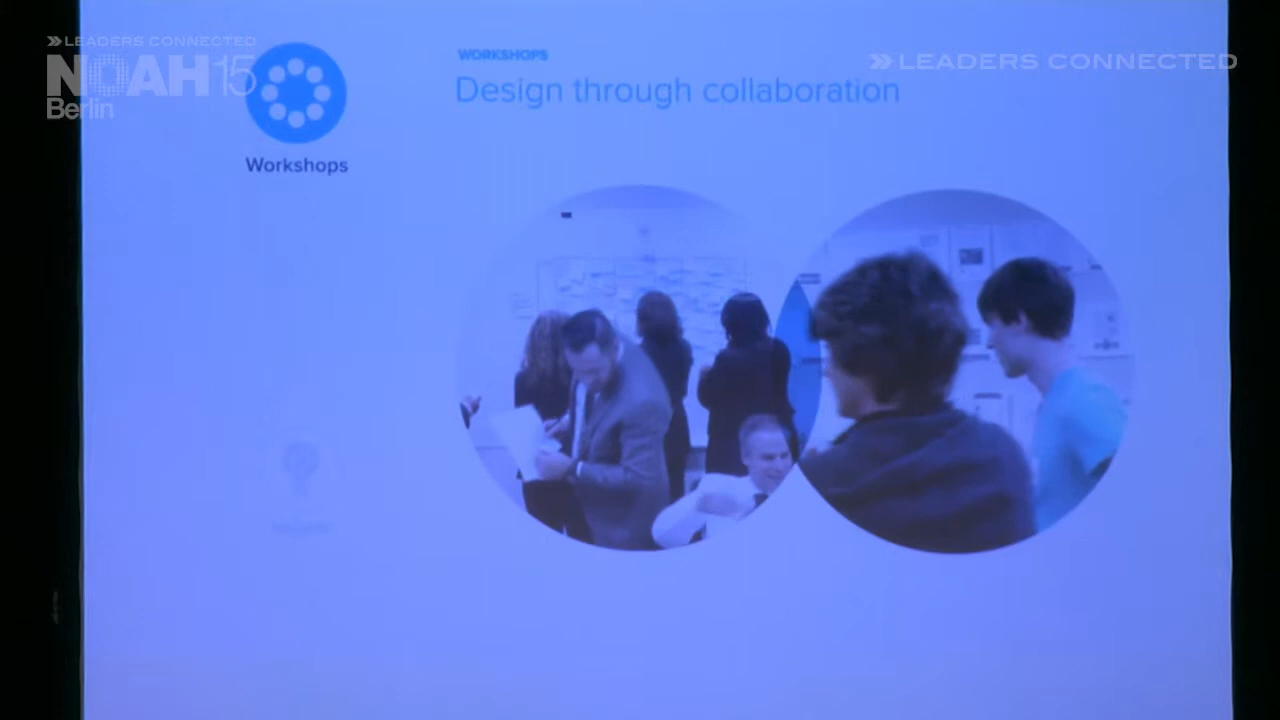 LEADERS CONNECTED
NOAH15
Berlin
LEADERS CONNECTED
WORKSHOPS
Design through collaboration
Workshops